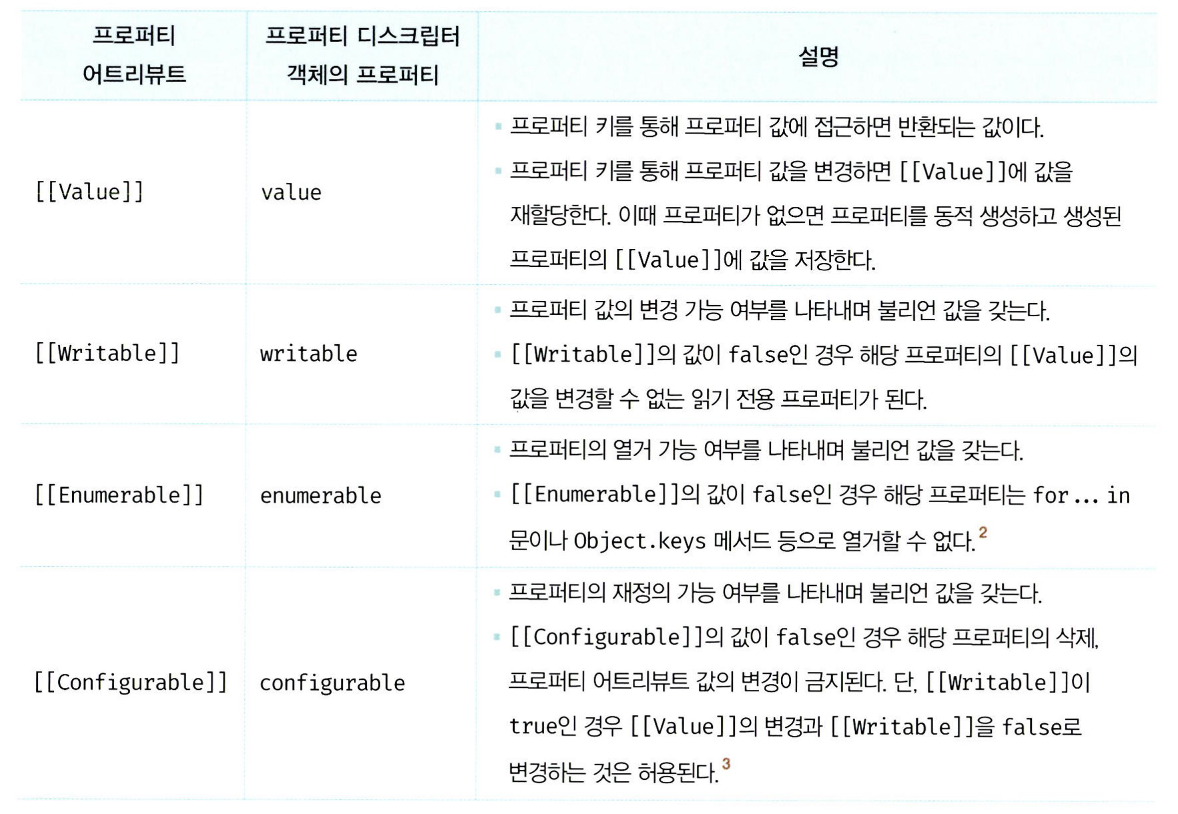 프로퍼티
어트리뷰트
프로퍼티 디스크립터
객체의 프로퍼티
설명
[[Value]]
value
▪ 프로퍼티 키를 통해 프로퍼티 값에 접근하면 반환되는 값이다.
▪ 프로퍼티 키를 통해 프로퍼티 값을 변경하면 [[Value]]에 값을
재할당한다. 이때 프로퍼티가 없으면 프로퍼티를 동적 생성하고 생성된
프로퍼티의 [[Value]]에 값을 저장한다.
[[Writable]]
writable
▪ 프로퍼티 값의 변경 가능 여부를 나타내며 불리언 값을 갖는다.
▪ [[Writable]]의 값이 false인 경우 해당 프로퍼티의 [[Value]]의
값을 변경할 수 없는 읽기 전용 프로퍼티가 된다.
[[Enumerable]]
enumerable
▪ 프로퍼티의 열거 가능 여부를 나타내며 불리언 값을 갖는다.
▪ [[Enumerable]]의 값이 false인 경우 해당 프로퍼티는 for...in
문이나 Object.keys 메서드 등으로 열거할 수 없다.2
[[Configurable]]
configurable
▪ 프로퍼티의 재정의 가능 여부를 나타내며 불리언 값을 갖는다.
▪ [[Configurable]]의 값이 false인 경우 해당 프로퍼티의 삭제,
프로퍼티 어트리뷰트 값의 변경이 금지된다. 단, [[Writable]]이
true인 경우 [[Value]]의 변경과 [[Writable]]을 false로
변경하는 것은 허용된다.3